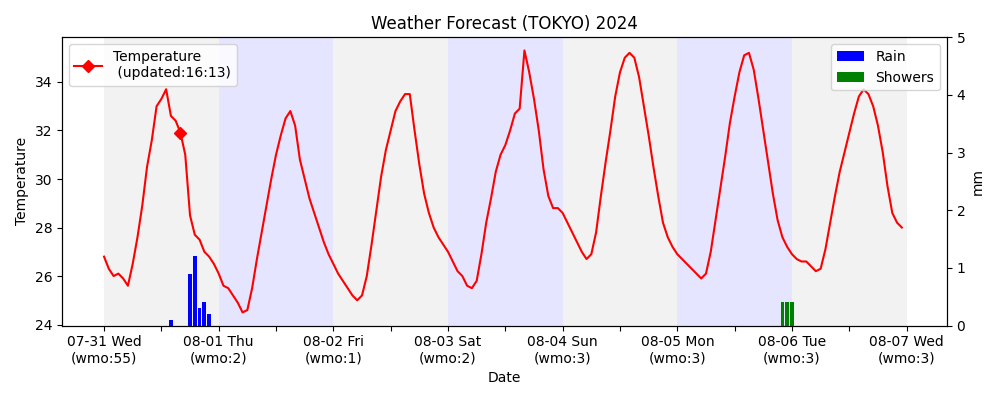 Weather Forecast (TOKYO) 2024
Temperature
(updated:16:13)
Rain
Showers
Temperature
34
32
30
28
26
24
5
4
3
2
1
0
mm
07-31 Wed
(wmo:55)
08-01 Thu
(wmo:2)
08-02 Fri
(wmo:1)
08-03 Sat
(wmo:2)
08-04 Sun
(wmo:3)
08-05 Mon
(wmo:3)
08-06 Tue
(wmo:3)
08-07 Wed
(wmo:3)
Date